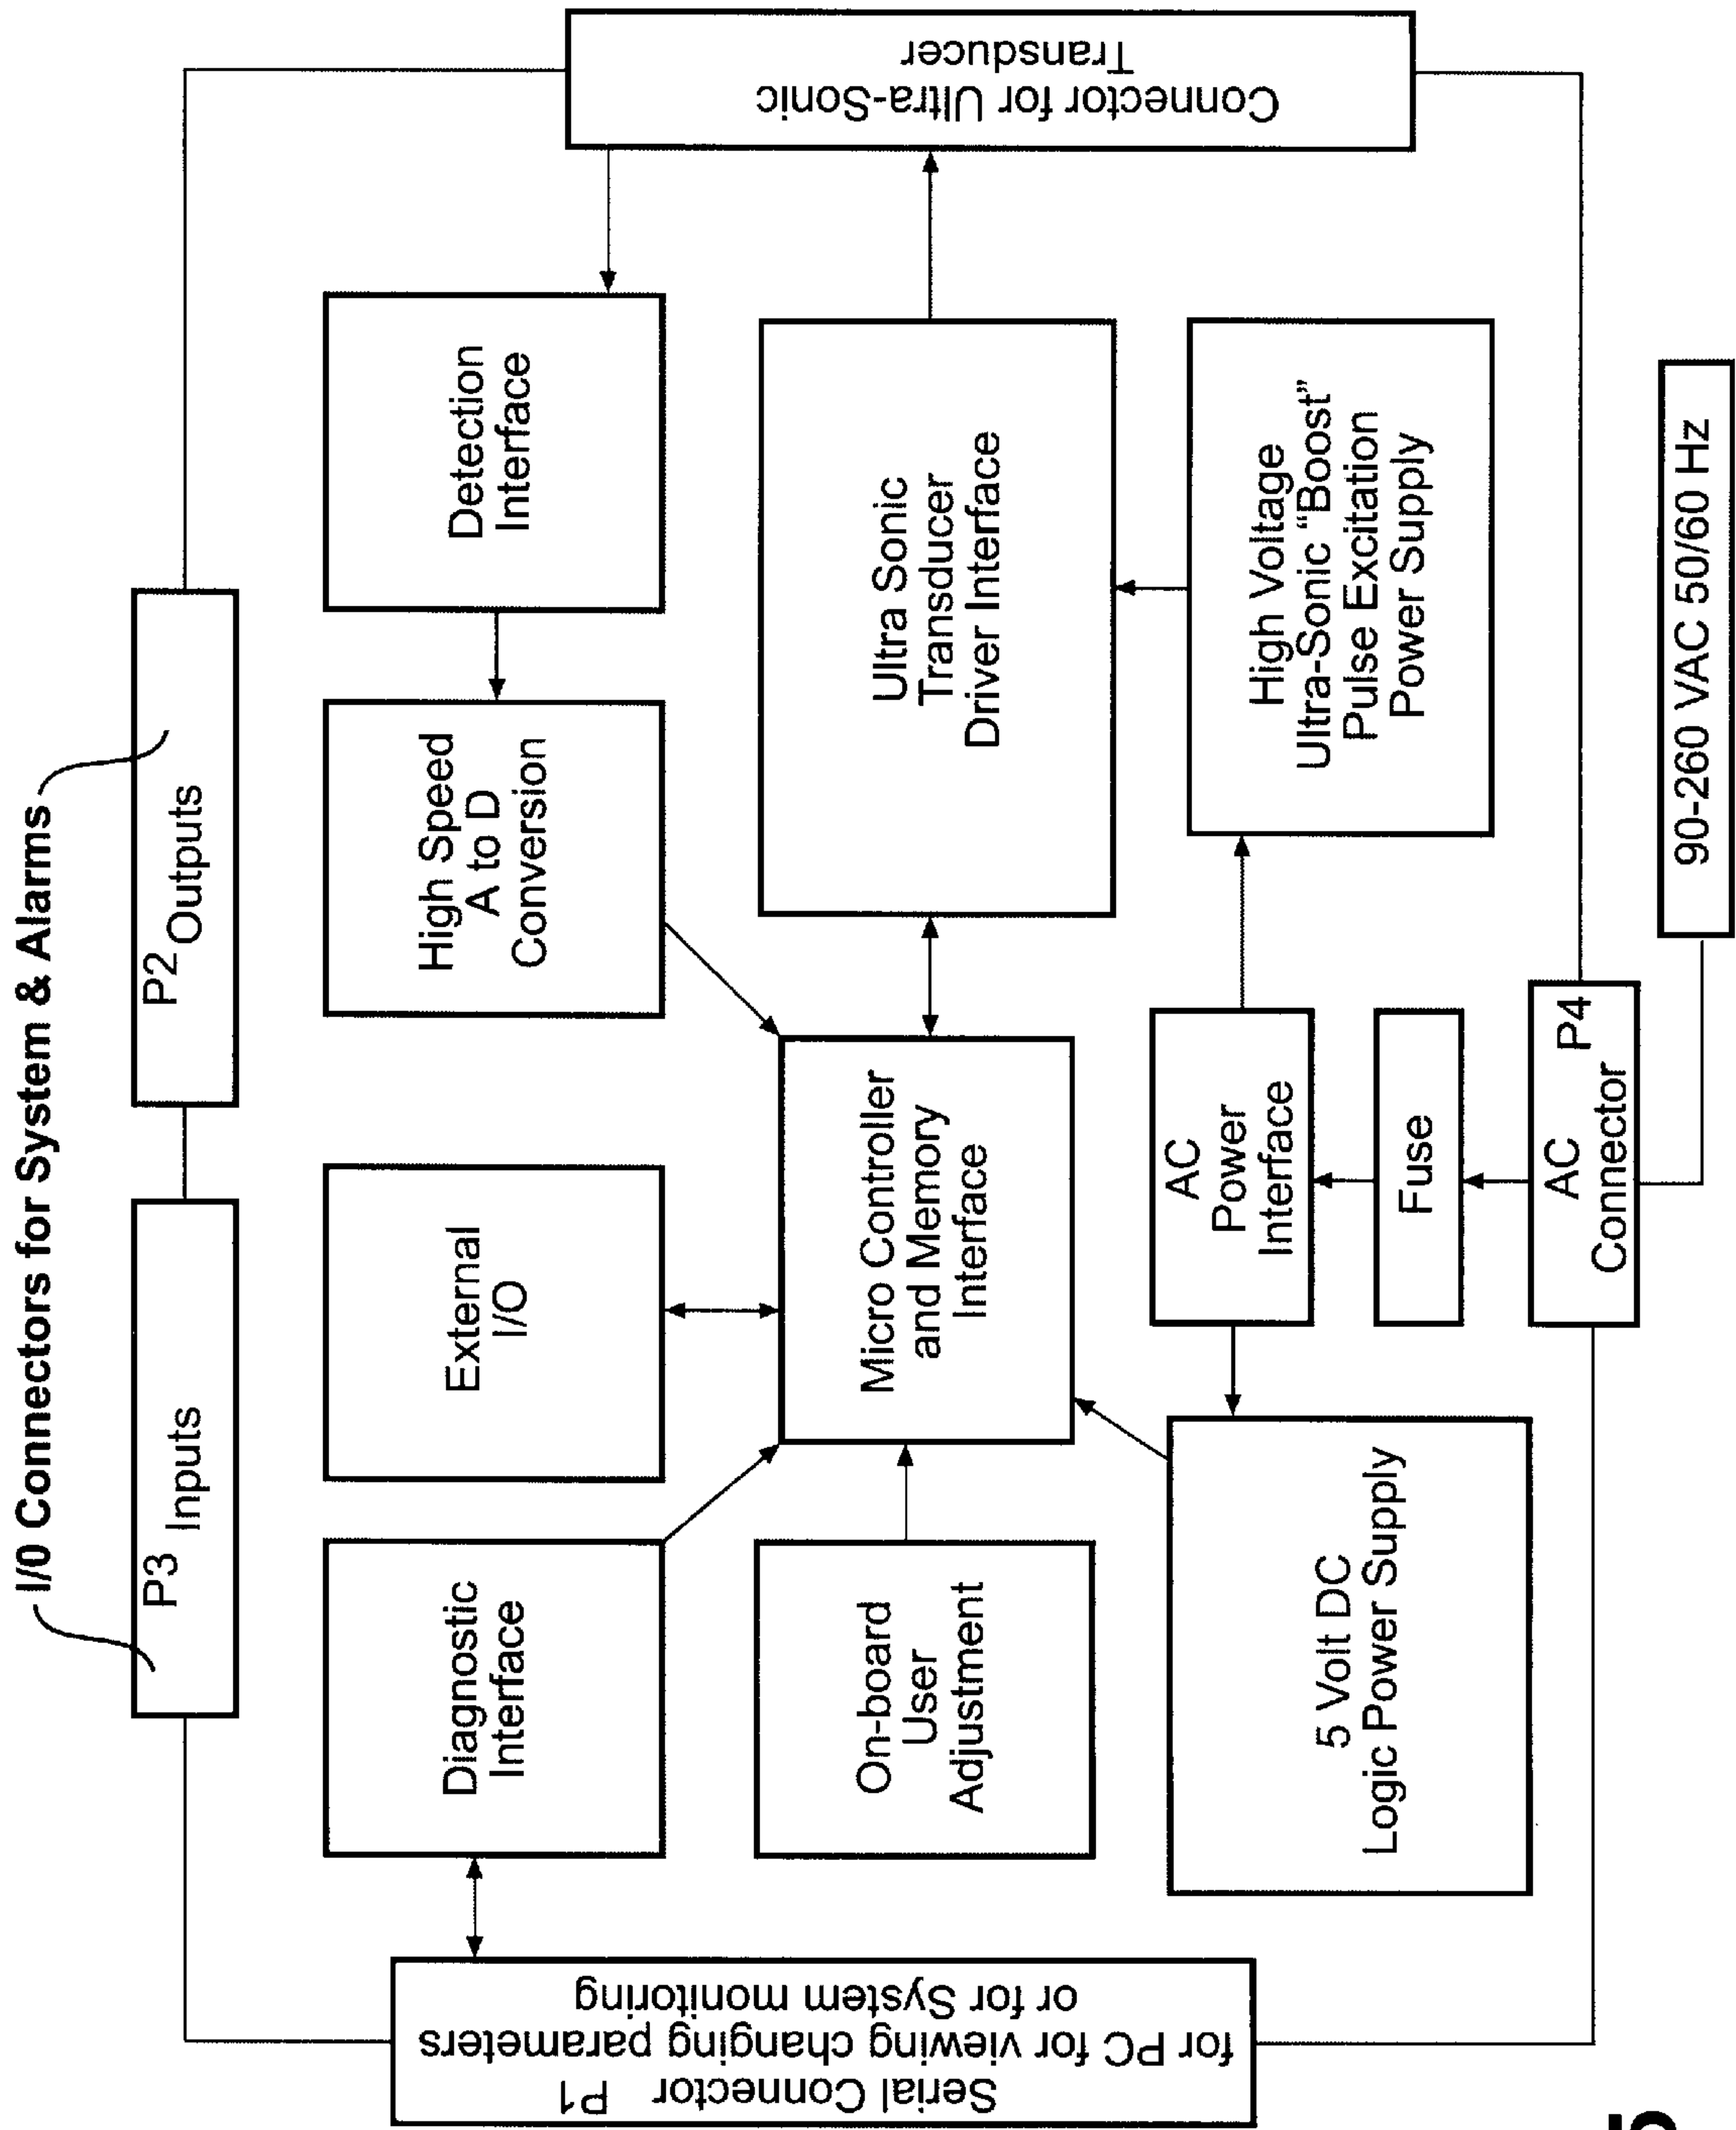 I/0 Connectors for System & Alarms
P3
Inputs
P2
Outputs
Serial Connector P1
for PC for viewing changing parameters
or for System monitoring
Diagnostic
Interface
External
I/O
High Speed
A to D
Conversion
Detection
Interface
Connector for Ultra-Sonic
Transducer
On-board
User
Adjustment
Micro Controller
and Memory
Interface
Ultra Sonic
Transducer
Driver Interface
5 Volt DC
Logic Power Supply
AC
Power
Interface
High Voltage
Ultra-Sonic “Boost”
Pulse Excitation
Power Supply
Fuse
AC P4
Connector
90-260 VAC 50/60 Hz